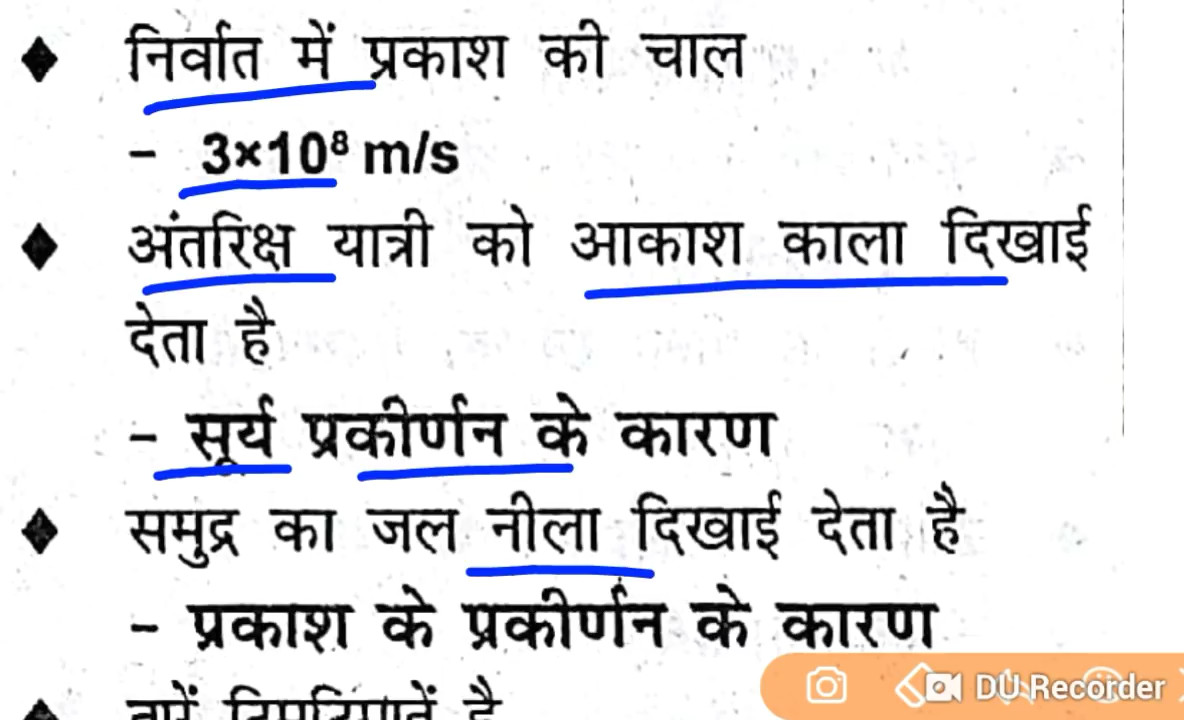 ◆ निर्वात में प्रकाश की चाल
– 3×10⁸ m/s
◆ अंतरिक्ष यात्री को आकाश काला दिखाई
देता है
– सूर्य प्रकीर्णन के कारण
◆ समुद्र का जल नीला दिखाई देता है
– प्रकाश के प्रकीर्णन के कारण
DU Recorder